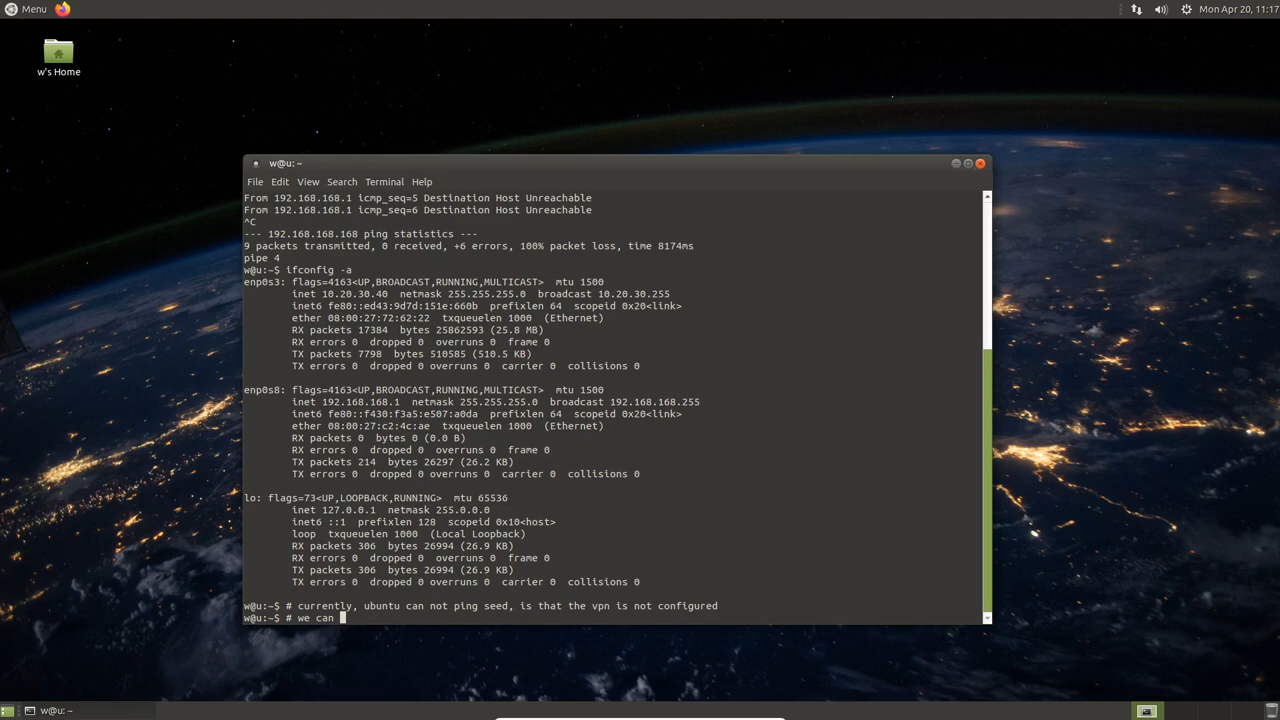 Menu
Mon Apr 20, 11:17
w's Home
w@u: ~
File Edit View Search Terminal Help
From 192.168.168.1 icmp_seq=5 Destination Host Unreachable
From 192.168.168.1 icmp_seq=6 Destination Host Unreachable
^C
--- 192.168.168.168 ping statistics ---
9 packets transmitted, 0 received, +6 errors, 100% packet loss, time 8174ms
pipe 4
w@u:~$ ifconfig -a
enp0s3: flags=4163<UP,BROADCAST,RUNNING,MULTICAST>  mtu 1500
        inet 10.20.30.40  netmask 255.255.255.0  broadcast 10.20.30.255
        inet6 fe80::ed43:9d7d:151e:660b  prefixlen 64  scopeid 0x20<link>
        ether 08:00:27:72:62:22  txqueuelen 1000  (Ethernet)
        RX packets 17384  bytes 25862593 (25.8 MB)
        RX errors 0  dropped 0  overruns 0  frame 0
        TX packets 7798  bytes 510585 (510.5 KB)
        TX errors 0  dropped 0 overruns 0  carrier 0  collisions 0
enp0s8: flags=4163<UP,BROADCAST,RUNNING,MULTICAST>  mtu 1500
        inet 192.168.168.1  netmask 255.255.255.0  broadcast 192.168.168.255
        inet6 fe80::f430:f3a5:e507:a0da  prefixlen 64  scopeid 0x20<link>
        ether 08:00:27:c2:4c:ae  txqueuelen 1000  (Ethernet)
        RX packets 0  bytes 0 (0.0 B)
        RX errors 0  dropped 0  overruns 0  frame 0
        TX packets 214  bytes 26297 (26.2 KB)
        TX errors 0  dropped 0 overruns 0  carrier 0  collisions 0
lo: flags=73<UP,LOOPBACK,RUNNING>  mtu 65536
        inet 127.0.0.1  netmask 255.0.0.0
        inet6 ::1  prefixlen 128  scopeid 0x10<host>
        loop  txqueuelen 1000  (Local Loopback)
        RX packets 306  bytes 26994 (26.9 KB)
        RX errors 0  dropped 0  overruns 0  frame 0
        TX packets 306  bytes 26994 (26.9 KB)
        TX errors 0  dropped 0 overruns 0  carrier 0  collisions 0
w@u:~$ # currently, ubuntu can not ping seed, is that the vpn is not configured
w@u:~$ # we can
w@u: ~